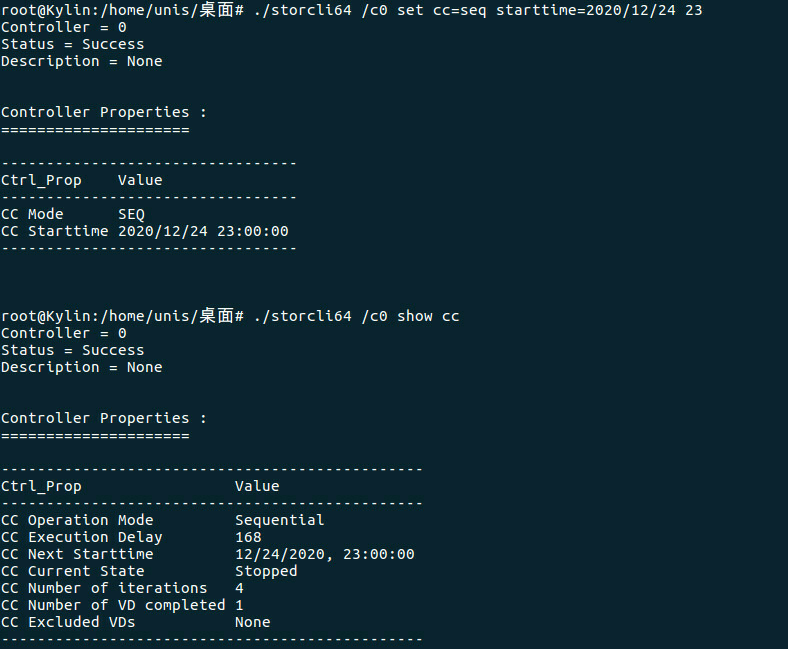 root@Kylin:/home/unis/桌面# ./storcli64 /c0 set cc=seq starttime=2020/12/24 23
Controller = 0
Status = Success
Description = None
Controller Properties :
=====================
---------------------------------
Ctrl_Prop    Value
---------------------------------
CC Mode      SEQ
CC Starttime 2020/12/24 23:00:00
---------------------------------
root@Kylin:/home/unis/桌面# ./storcli64 /c0 show cc
Controller = 0
Status = Success
Description = None
Controller Properties :
=====================
-----------------------------------------------
Ctrl_Prop                 Value
-----------------------------------------------
CC Operation Mode         Sequential
CC Execution Delay        168
CC Next Starttime         12/24/2020, 23:00:00
CC Current State          Stopped
CC Number of iterations   4
CC Number of VD completed 1
CC Excluded VDs           None
-----------------------------------------------